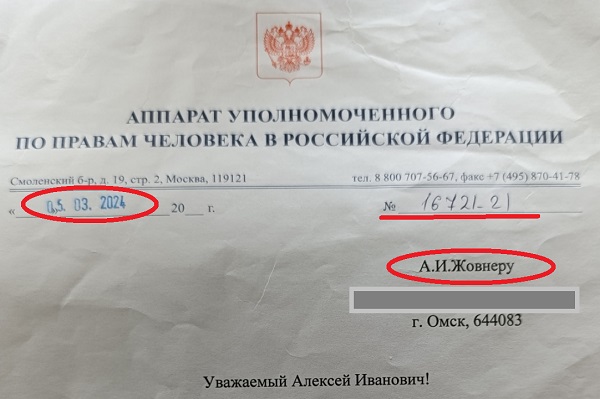 АППАРАТ УПОЛНОМОЧЕННОГО
ПО ПРАВАМ ЧЕЛОВЕКА В РОССИЙСКОЙ ФЕДЕРАЦИИ
Смоленский б-р, д. 19, стр. 2, Москва, 119121 тел. 8 800 707-56-67, факс +7 (495) 870-41-78
« 05. 03. 2024 20 г. № 16721-21
А.И.Жовнеру
г. Омск, 644083
Уважаемый Алексей Иванович!